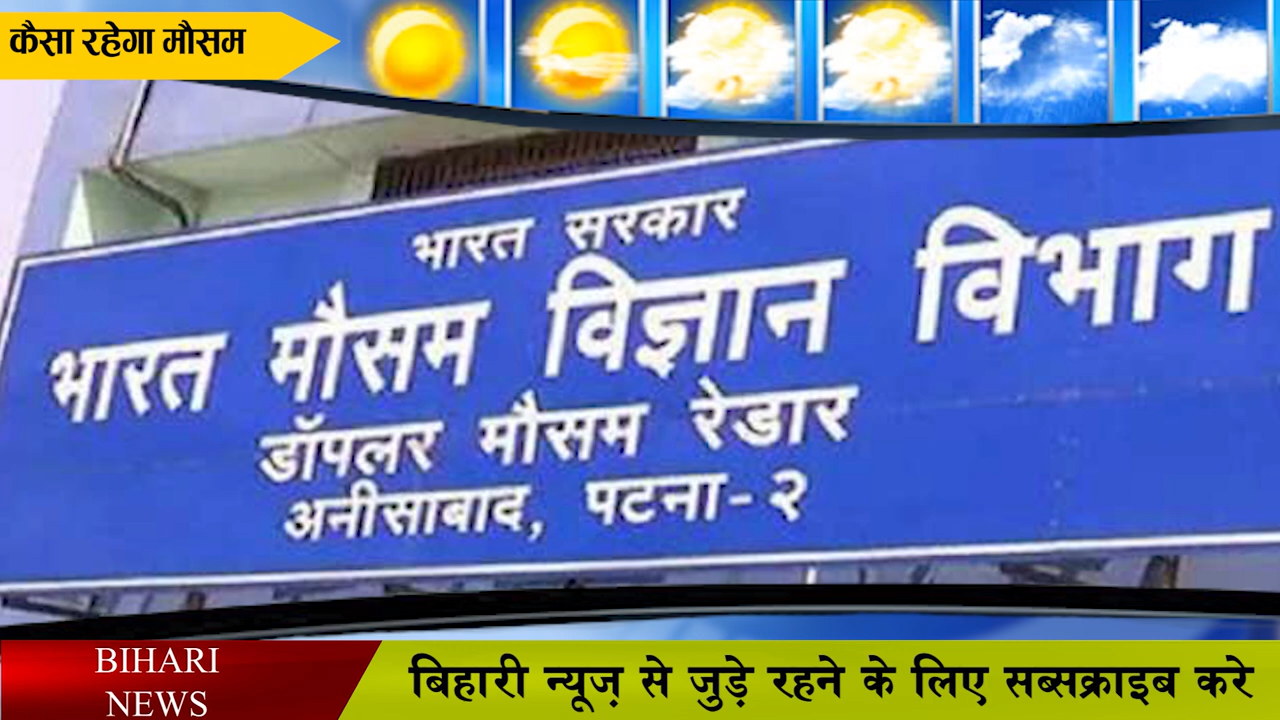 कैसा रहेगा मौसम
भारत सरकार
भारत मौसम विज्ञान विभाग
डॉपलर मौसम रेडार
अनीसाबाद, पटना-२
BIHARI
NEWS
बिहारी न्यूज़ से जुड़े रहने के लिए सब्सक्राइब करे